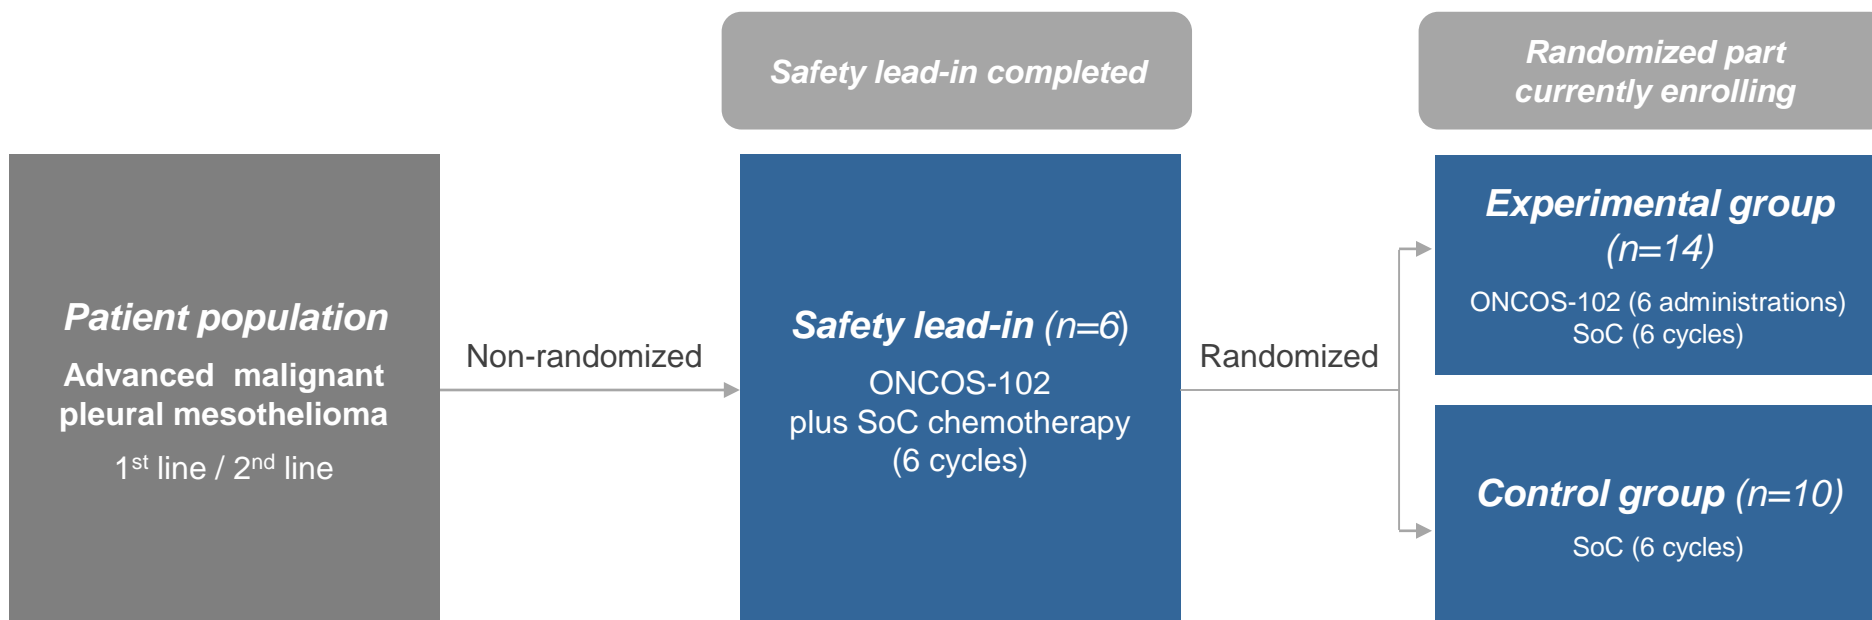 Safety lead-in completed
Randomized part
currently enrolling
Patient population
Advanced malignant
pleural mesothelioma
1st line / 2nd line
Non-randomized
Safety lead-in (n=6)
ONCOS-102
plus SoC chemotherapy
(6 cycles)
Randomized
Experimental group
(n=14)
ONCOS-102 (6 administrations)
SoC (6 cycles)
Control group (n=10)
SoC (6 cycles)